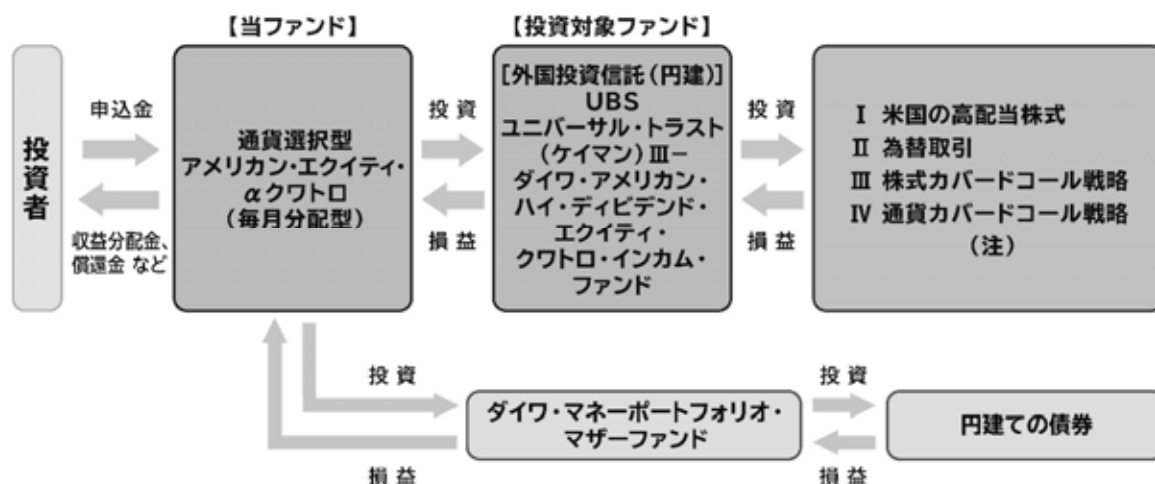 【当ファンド】
【投資対象ファンド】
投資者
申込金
収益分配金、
償還金 など
通貨選択型
アメリカン・エクイティ・
αクワトロ
(毎月分配型)
投資
損益
[外国投資信託(円建)]
UBS
ユニバーサル・トラスト
(ケイマン)Ⅲ－
ダイワ・アメリカン・
ハイ・ディビデンド・
エクイティ・
クワトロ・インカム・
ファンド
投資
損益
Ⅰ 米国の高配当株式
Ⅱ 為替取引
Ⅲ 株式カバードコール戦略
Ⅳ 通貨カバードコール戦略
(注)
投資
損益
ダイワ・マネーポートフォリオ・
マザーファンド
投資
損益
円建ての債券